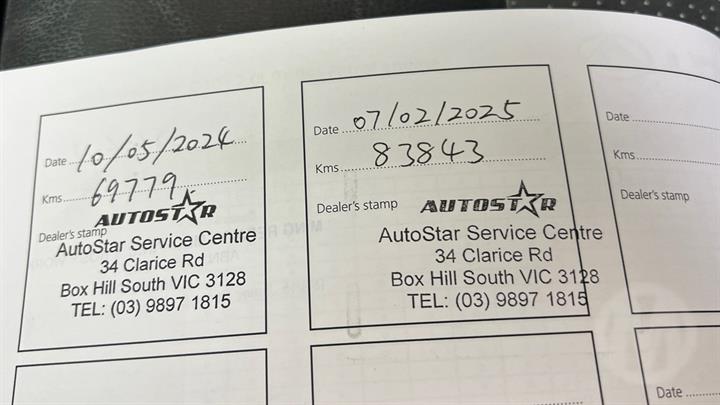 Date 10/05/2024
Kms 69779
AUTOSTAR
Dealer's stamp
AutoStar Service Centre
34 Clarice Rd
Box Hill South VIC 3128
TEL: (03) 9897 1815
Date 07/02/2025
Kms 83843
Dealer's stamp AUTOSTAR
AutoStar Service Centre
34 Clarice Rd
Box Hill South VIC 3128
TEL: (03) 9897 1815
Date
Kms
Dealer's stamp
Date